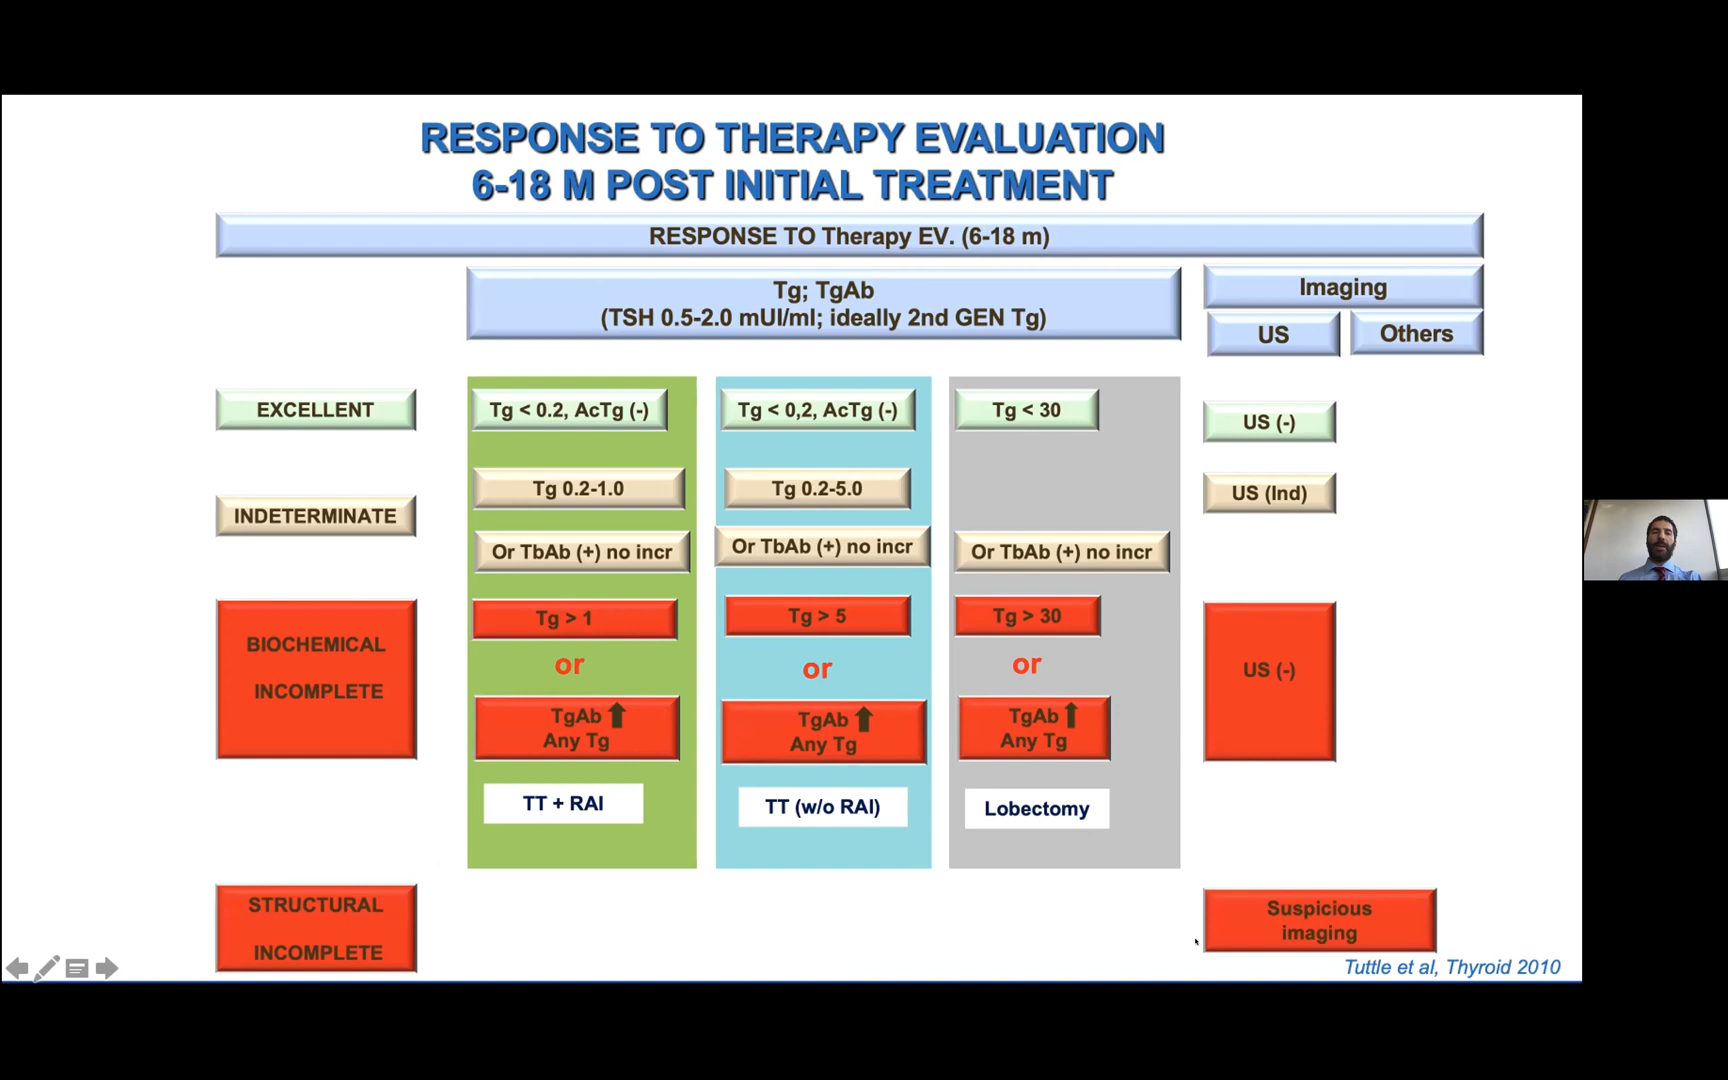 RESPONSE TO THERAPY EVALUATION
6-18 M POST INITIAL TREATMENT
RESPONSE TO Therapy EV. (6-18 m)
Tg; TgAb
(TSH 0.5-2.0 mUI/ml; ideally 2nd GEN Tg)
Imaging
US
Others
EXCELLENT
Tg < 0.2, AcTg (-)
Tg < 0,2, AcTg (-)
Tg < 30
US (-)
INDETERMINATE
Tg 0.2-1.0
Tg 0.2-5.0
US (Ind)
Or TbAb (+) no incr
Or TbAb (+) no incr
Or TbAb (+) no incr
BIOCHEMICAL
INCOMPLETE
Tg > 1
or
TgAb
Any Tg
Tg > 5
or
TgAb
Any Tg
Tg > 30
or
TgAb
Any Tg
US (-)
TT + RAI
TT (w/o RAI)
Lobectomy
STRUCTURAL
INCOMPLETE
Suspicious
imaging
Tuttle et al, Thyroid 2010